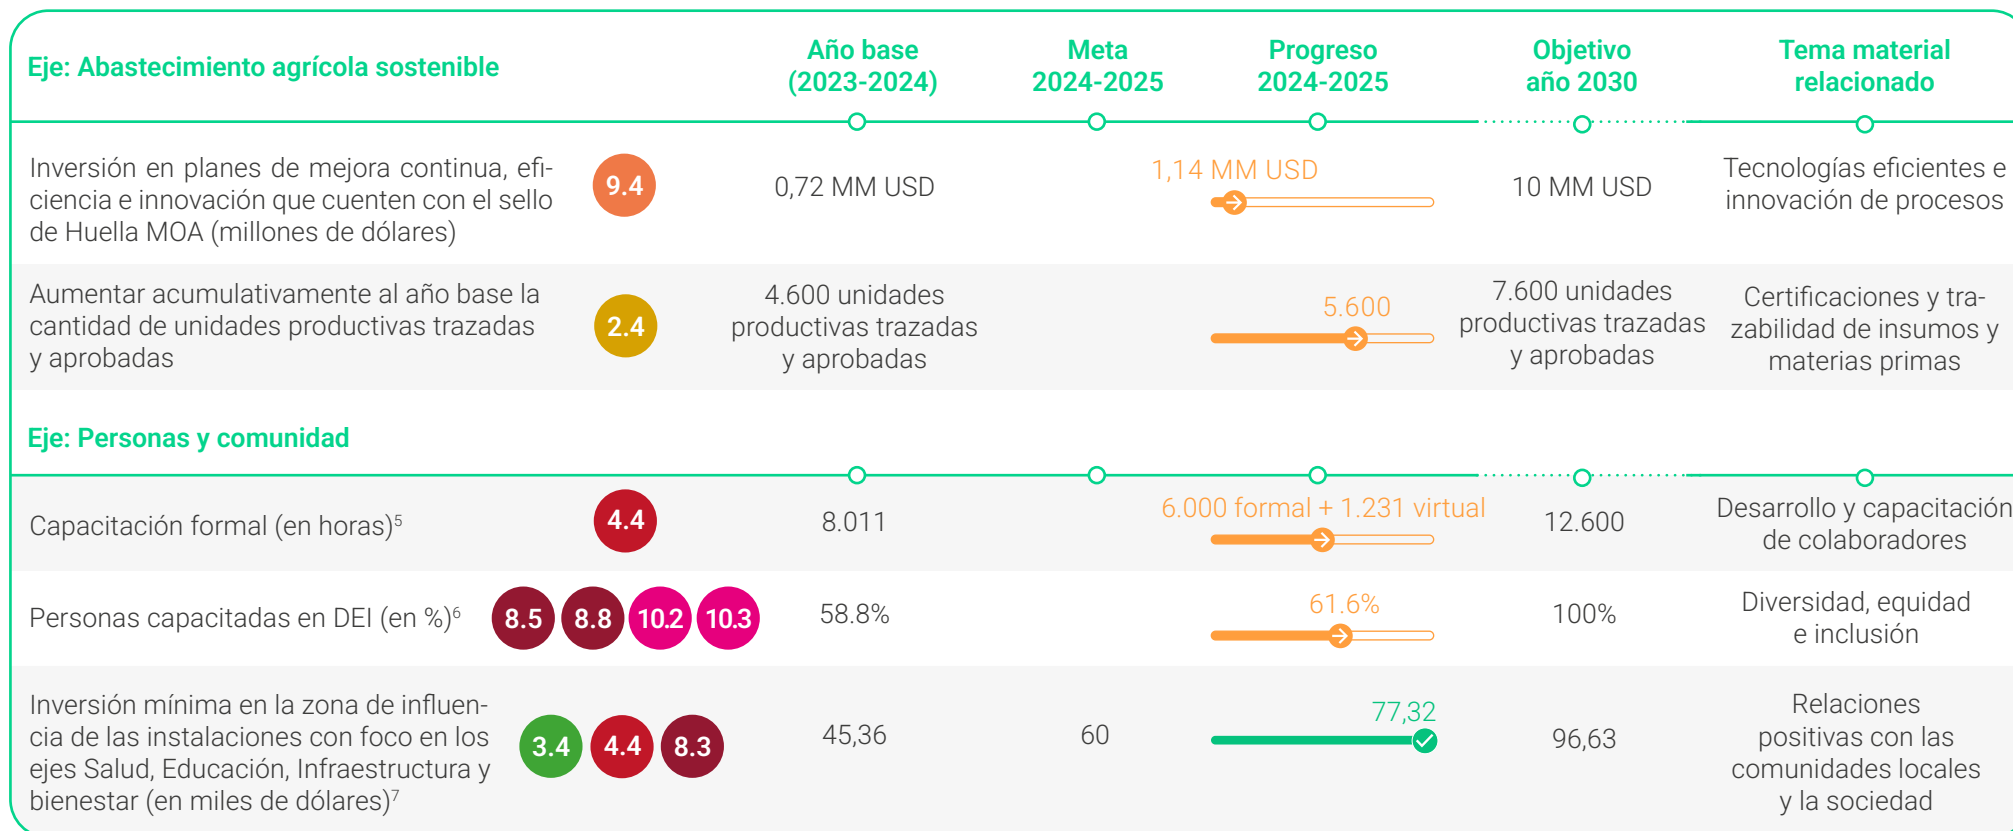 Eje: Abastecimiento agrícola sostenible
Año base
(2023-2024)
Meta
2024-2025
Progreso
2024-2025
Objetivo
año 2030
Tema material
relacionado
Inversión en planes de mejora continua, efi-
ciencia e innovación que cuenten con el sello
de Huella MOA (millones de dólares)
9.4
0,72 MM USD
1,14 MM USD
10 MM USD
Tecnologías eficientes e
innovación de procesos
Aumentar acumulativamente al año base la
cantidad de unidades productivas trazadas
y aprobadas
2.4
4.600 unidades
productivas trazadas
y aprobadas
5.600
7.600 unidades
productivas trazadas
y aprobadas
Certificaciones y tra-
zabilidad de insumos y
materias primas
Eje: Personas y comunidad
Capacitación formal (en horas)5
4.4
8.011
6.000 formal + 1.231 virtual
12.600
Desarrollo y capacitación
de colaboradores
Personas capacitadas en DEI (en %)6
8.5 8.8 10.2 10.3
58.8%
61.6%
100%
Diversidad, equidad
e inclusión
Inversión mínima en la zona de influen-
cia de las instalaciones con foco en los
ejes Salud, Educación, Infraestructura y
bienestar (en miles de dólares)7
3.4 4.4 8.3
45,36
60
77,32
96,63
Relaciones
positivas con las
comunidades locales
y la sociedad